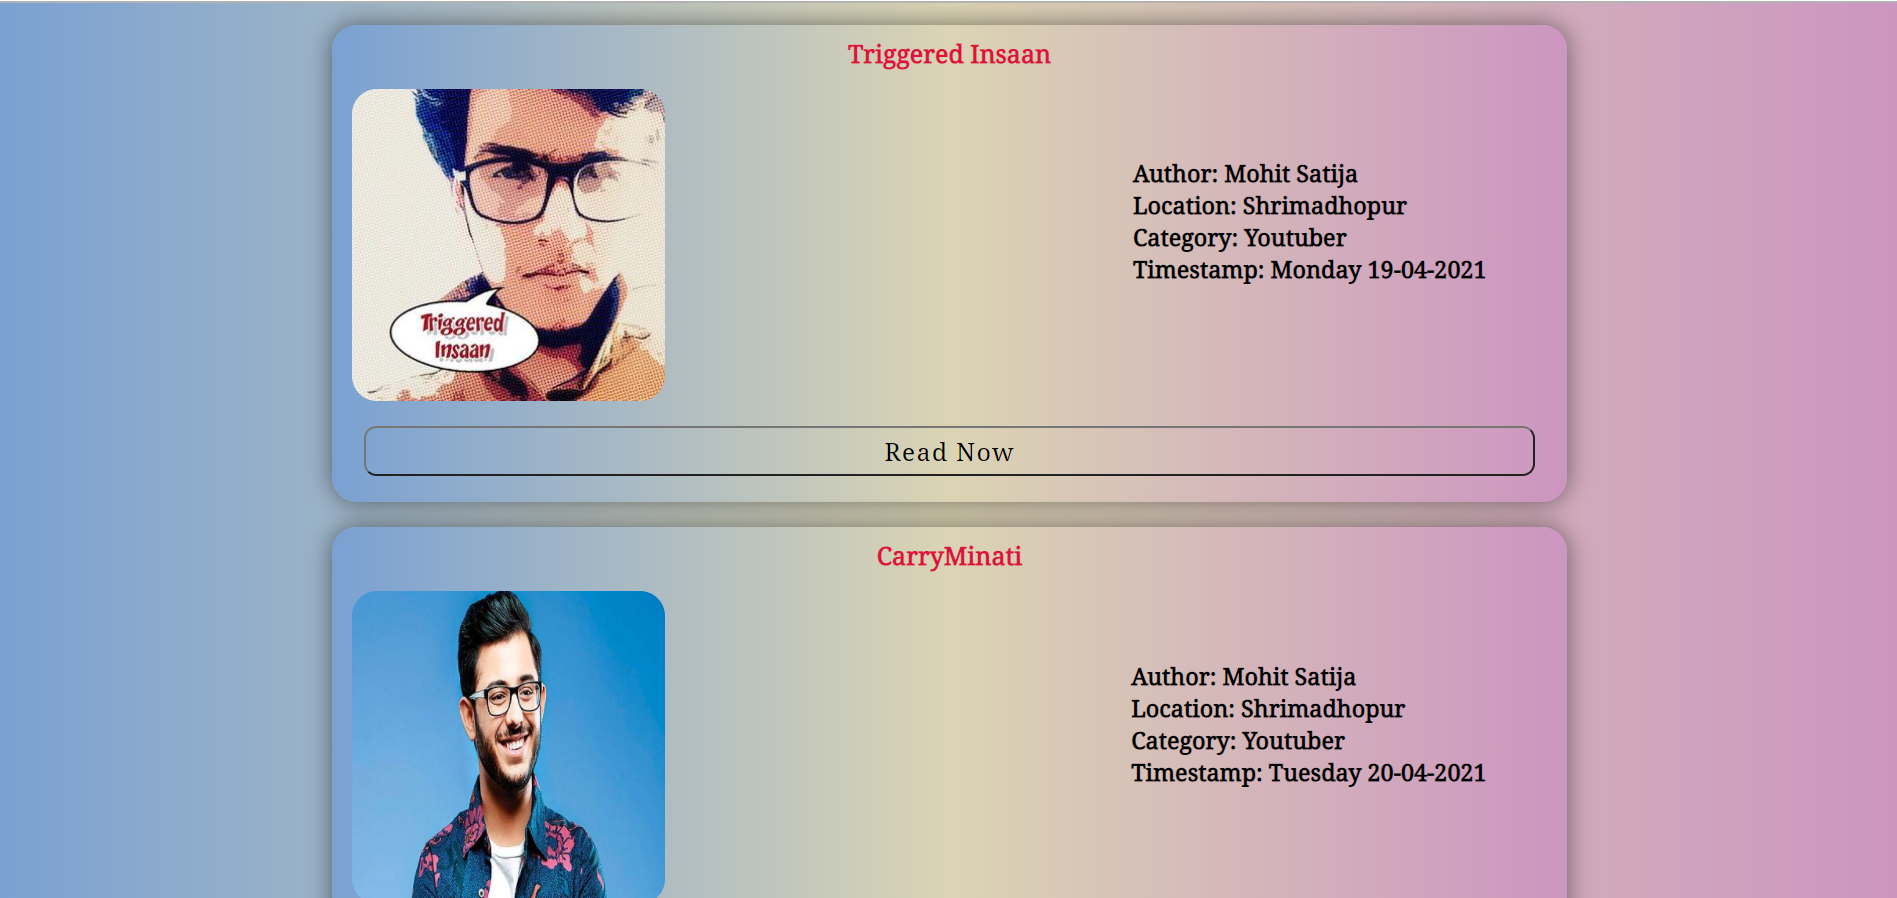 Triggered Insaan
Triggered
Insaan
Author: Mohit Satija
Location: Shrimadhopur
Category: Youtuber
Timestamp: Monday 19-04-2021
Read Now
CarryMinati
Author: Mohit Satija
Location: Shrimadhopur
Category: Youtuber
Timestamp: Tuesday 20-04-2021